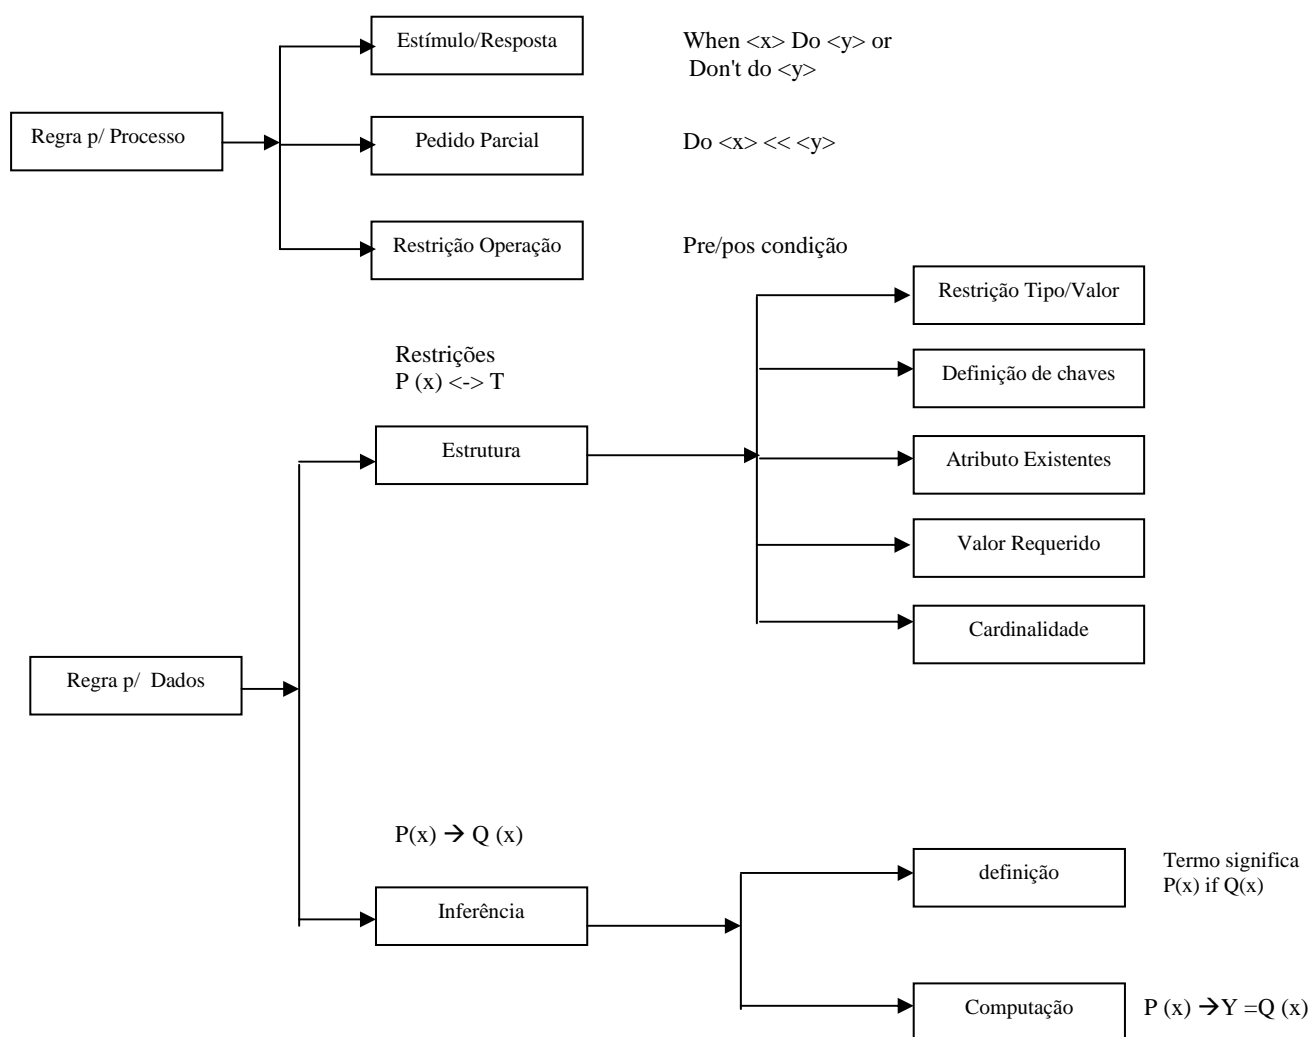 Estímulo/Resposta
When <x> Do <y> or
Don't do <y>
Regra p/ Processo
Pedido Parcial
Do <x> << <y>
Restrição Operação
Pre/pos condição
Restrição Tipo/Valor
Restrições
P (x) <-> T
Definição de chaves
Estrutura
Atributo Existentes
Valor Requerido
Cardinalidade
Regra p/  Dados
P(x) → Q (x)
definição
Termo significa
P(x) if Q(x)
Inferência
Computação
P (x) →Y =Q (x)